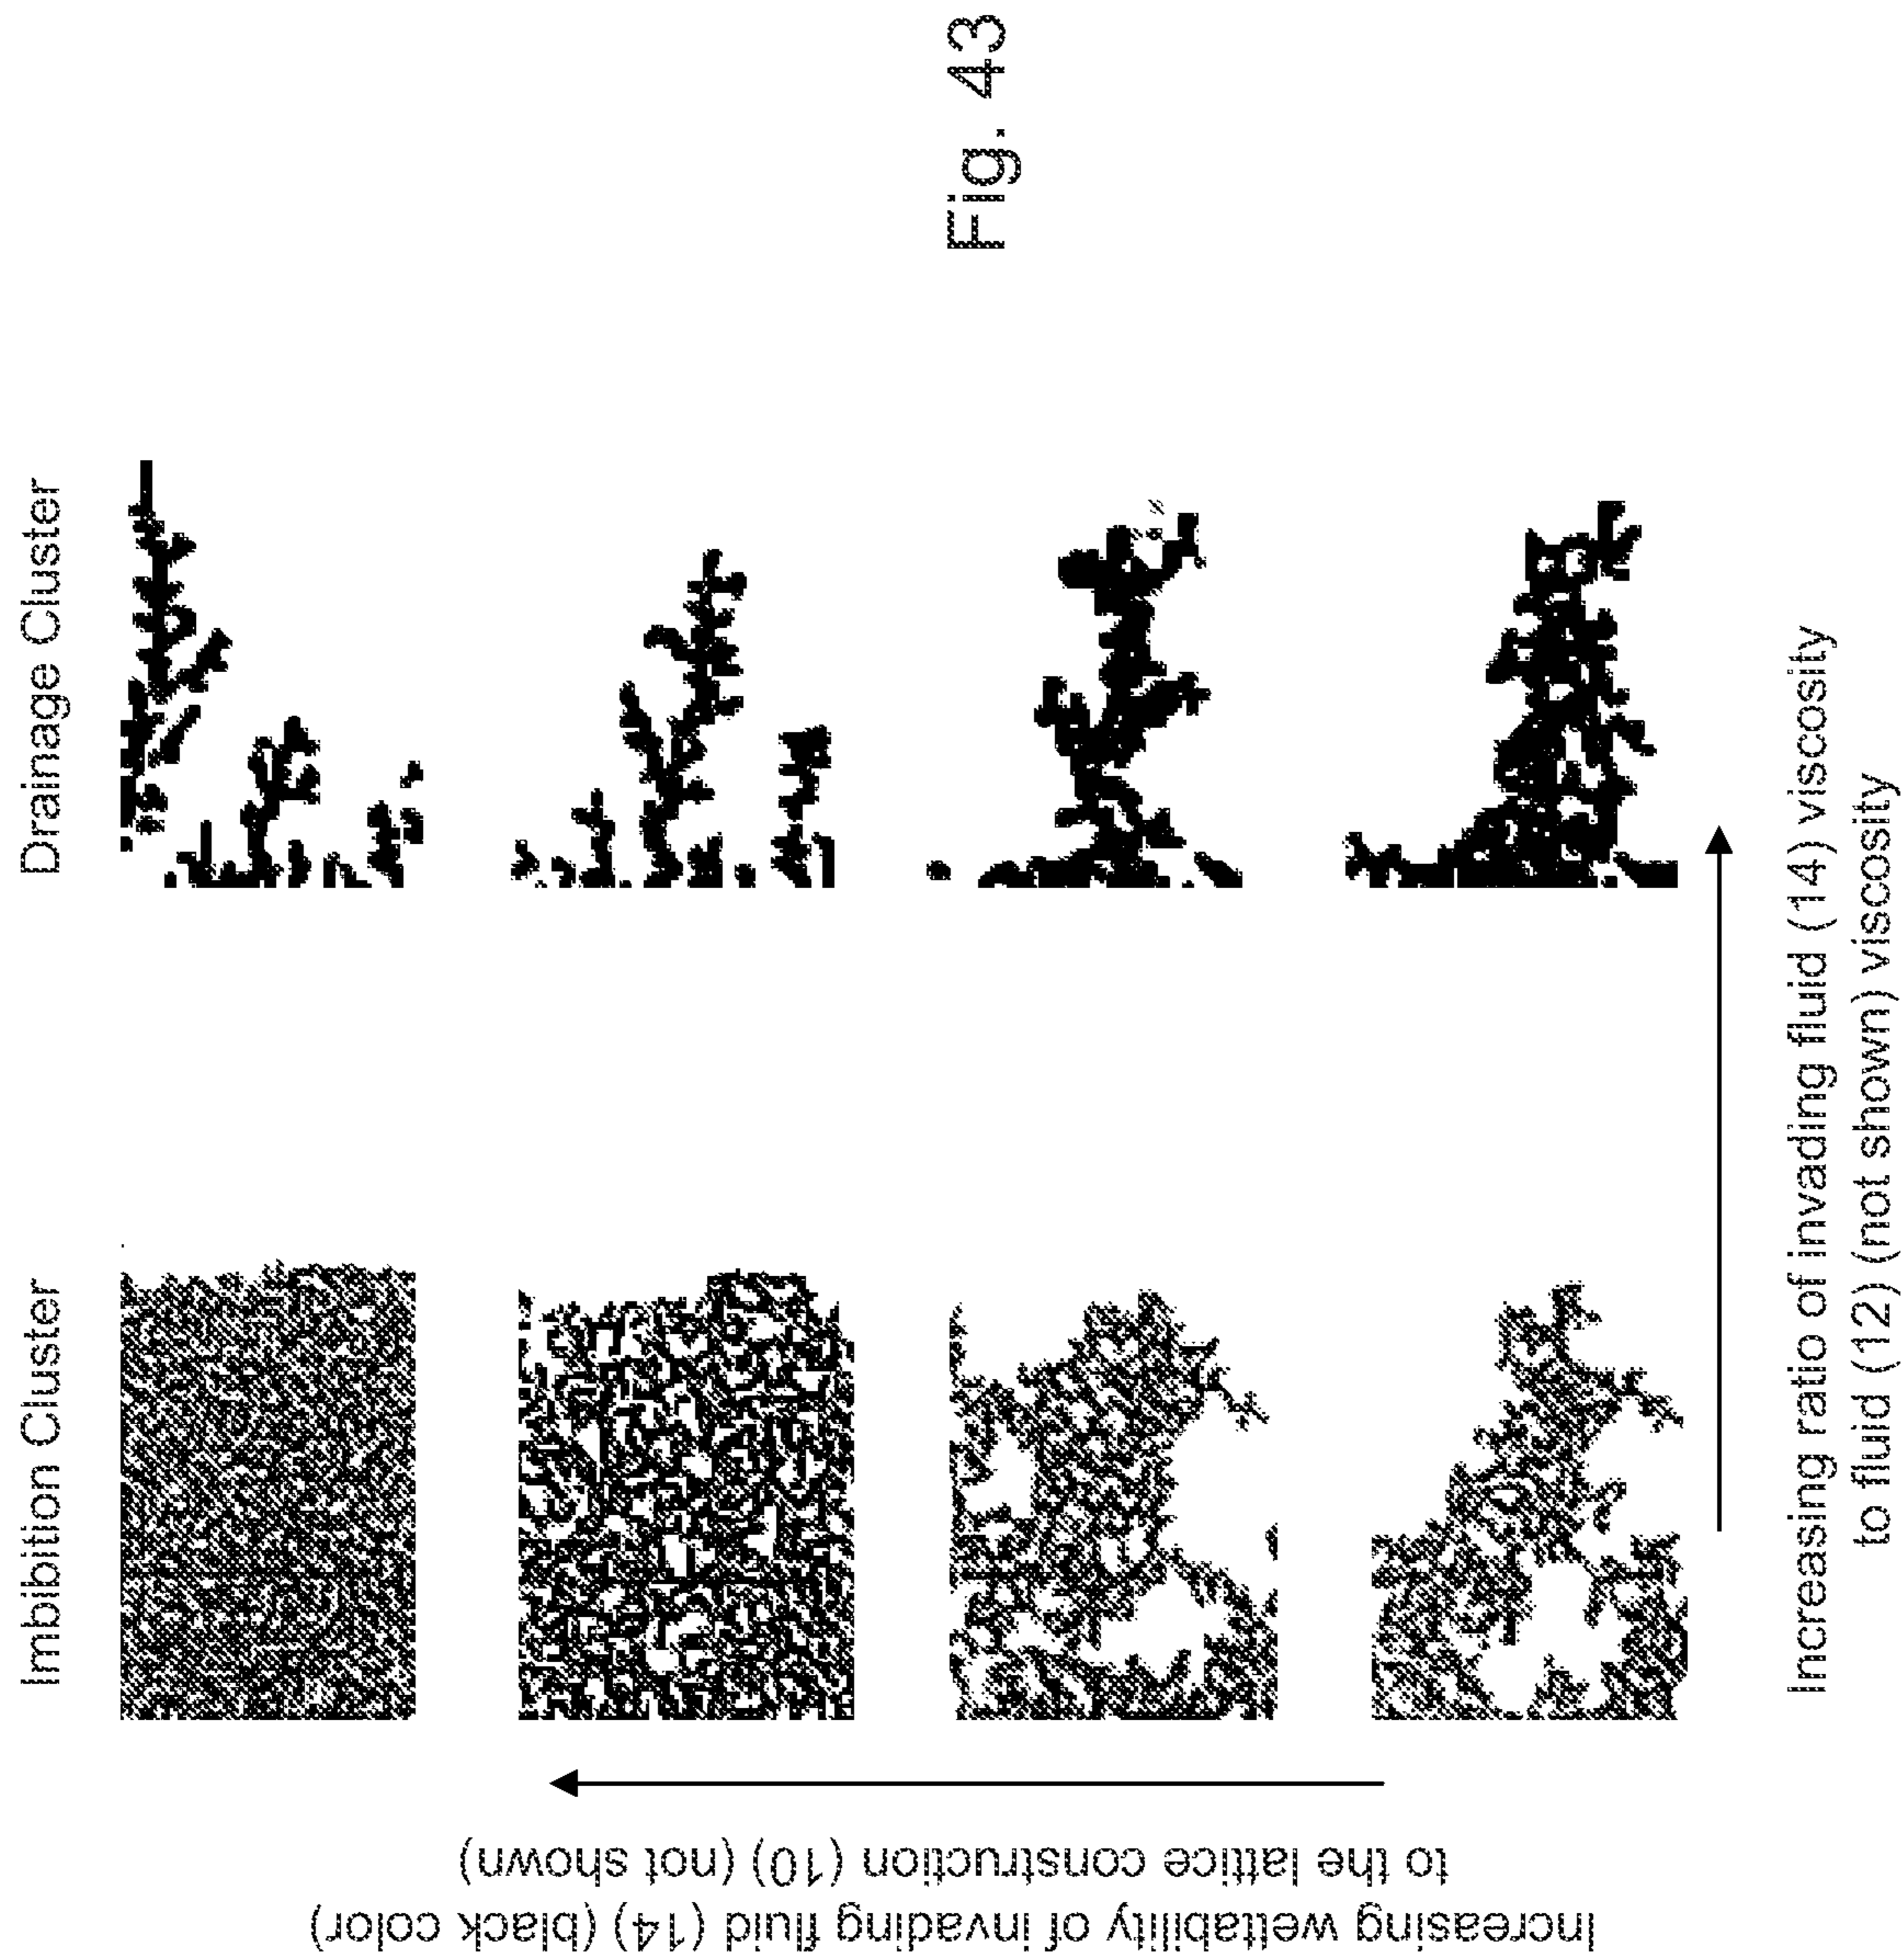 Imbibition Cluster
Drainage Cluster
Increasing wettability of invading fluid (14) (black color)
to the lattice construction (10) (not shown)
Increasing ratio of invading fluid (14) viscosity
to fluid (12) (not shown) viscosity
Fig. 43